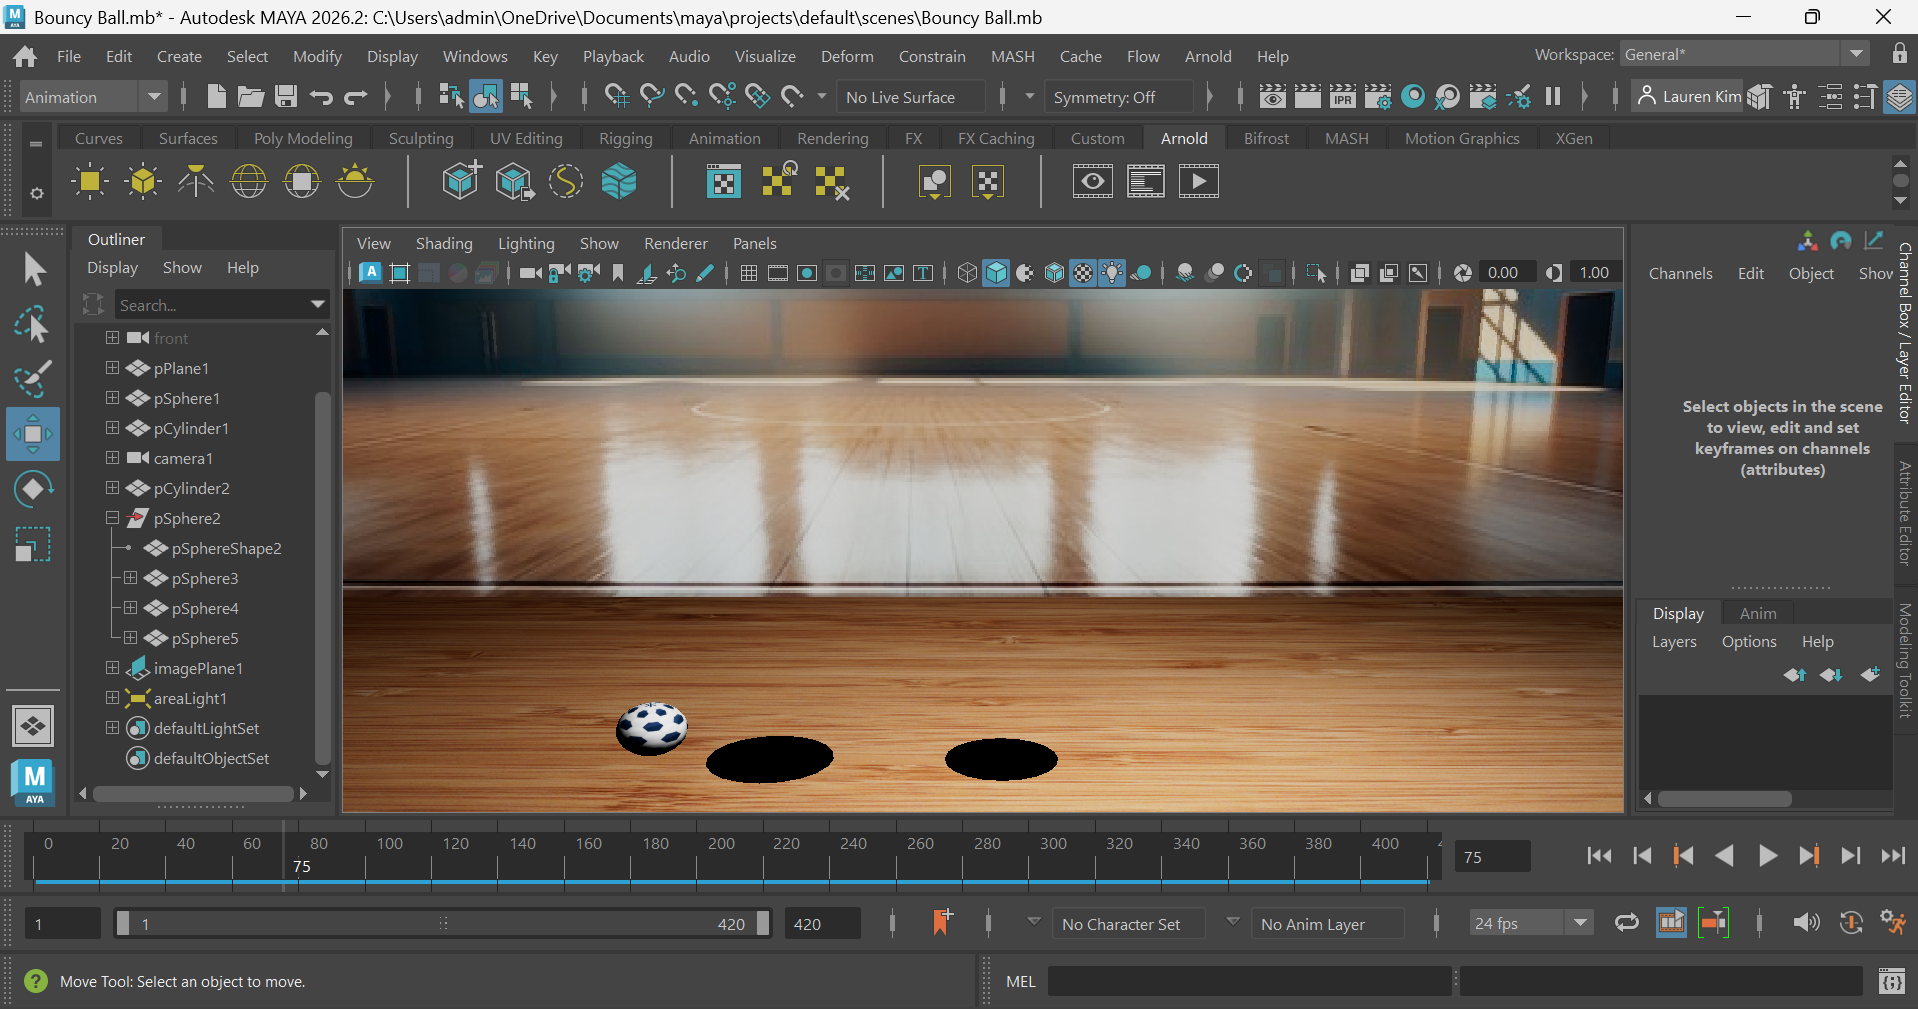 Bouncy Ball.mb* - Autodesk MAYA 2026.2: C:\Users\admin\OneDrive\Documents\maya\projects\default\scenes\Bouncy Ball.mb
File Edit Create Select Modify Display Windows Key Playback Audio Visualize Deform Constrain MASH Cache Flow Arnold Help
Workspace: General*
Animation
No Live Surface
Symmetry: Off
IPR
Lauren Kim
Curves Surfaces Poly Modeling Sculpting UV Editing Rigging Animation Rendering FX FX Caching Custom Arnold Bifrost MASH Motion Graphics XGen
Outliner
Display Show Help
Search...
front
pPlane1
pSphere1
pCylinder1
camera1
pCylinder2
pSphere2
pSphereShape2
pSphere3
pSphere4
pSphere5
imagePlane1
areaLight1
defaultLightSet
defaultObjectSet
M
AYA
View Shading Lighting Show Renderer Panels
A
T
0.00
1.00
Channels Edit Object Show
Select objects in the scene
to view, edit and set
keyframes on channels
(attributes)
Display Anim
Layers Options Help
Channel Box / Layer Editor
Attribute Editor
Modeling Toolkit
0 20 40 60 80 100 120 140 160 180 200 220 240 260 280 300 320 340 360 380 400 4
75
75
1
1
420
420
No Character Set
No Anim Layer
24 fps
? Move Tool: Select an object to move.
MEL